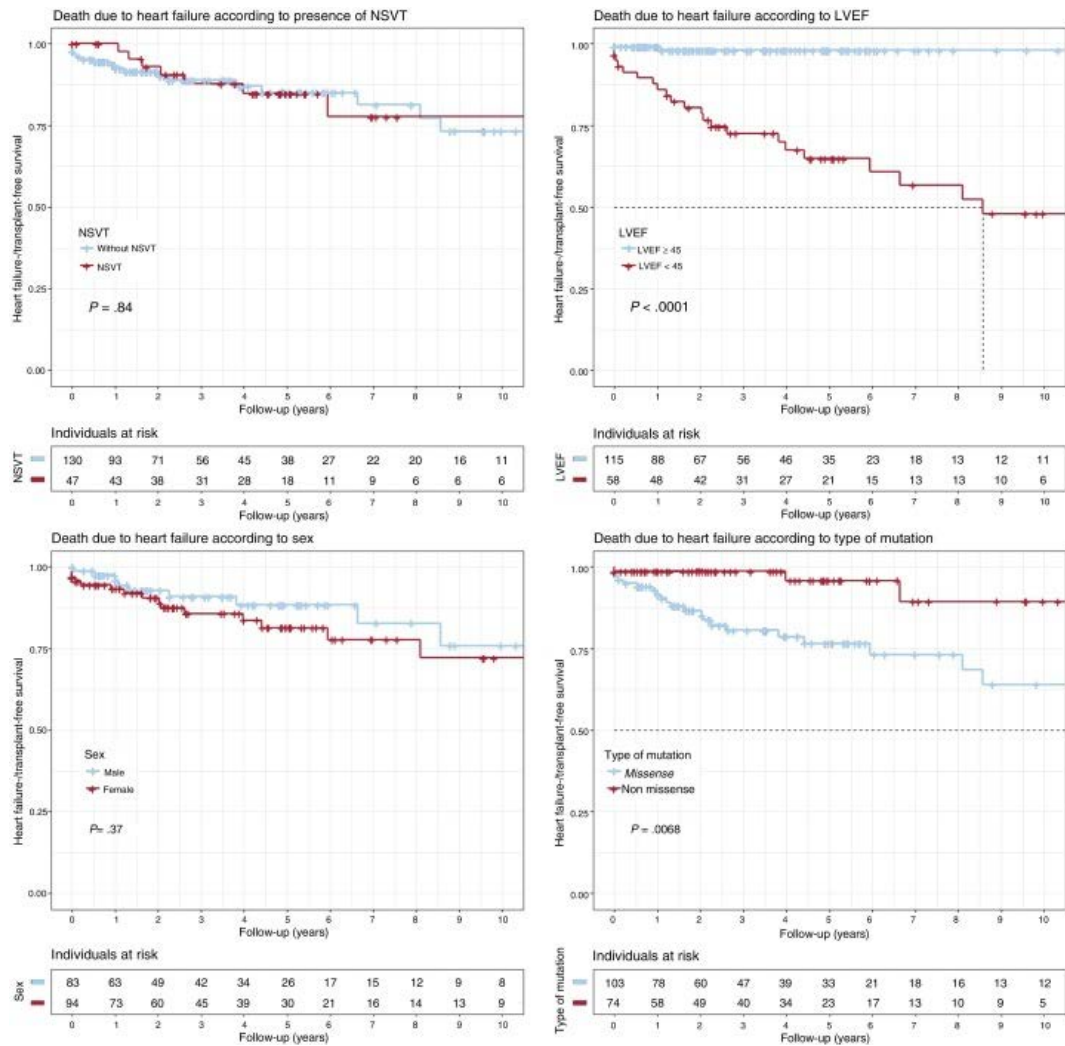 Death due to heart failure according to presence of NSVT
Heart failure-/transplant-free survival
1.00
0.75
0.50
0.25
0.00
NSVT
Without NSVT
NSVT
P = .84
0 1 2 3 4 5 6 7 8 9 10
Follow-up (years)
Individuals at risk
NSVT
130 93 71 56 45 38 27 22 20 16 11
47 43 38 31 28 18 11 9 6 6 6
0 1 2 3 4 5 6 7 8 9 10
Follow-up (years)
Death due to heart failure according to LVEF
Heart failure-/transplant-free survival
1.00
0.75
0.50
0.25
0.00
LVEF
LVEF ≥ 45
LVEF < 45
P < .0001
0 1 2 3 4 5 6 7 8 9 10
Follow-up (years)
Individuals at risk
LVEF
115 88 67 56 46 35 23 18 13 12 11
58 48 42 31 27 21 15 13 13 10 6
0 1 2 3 4 5 6 7 8 9 10
Follow-up (years)
Death due to heart failure according to sex
Heart failure-/transplant-free survival
1.00
0.75
0.50
0.25
0.00
Sex
Male
Female
P= .37
0 1 2 3 4 5 6 7 8 9 10
Follow-up (years)
Individuals at risk
Sex
83 63 49 42 34 26 17 15 12 9 8
94 73 60 45 39 30 21 16 14 13 9
0 1 2 3 4 5 6 7 8 9 10
Follow-up (years)
Death due to heart failure according to type of mutation
Heart failure-/transplant-free survival
1.00
0.75
0.50
0.25
0.00
Type of mutation
Missense
Non missense
P = .0068
0 1 2 3 4 5 6 7 8 9 10
Follow-up (years)
Individuals at risk
Type of mutation
103 78 60 47 39 33 21 18 16 13 12
74 58 49 40 34 23 17 13 10 9 5
0 1 2 3 4 5 6 7 8 9 10
Follow-up (years)